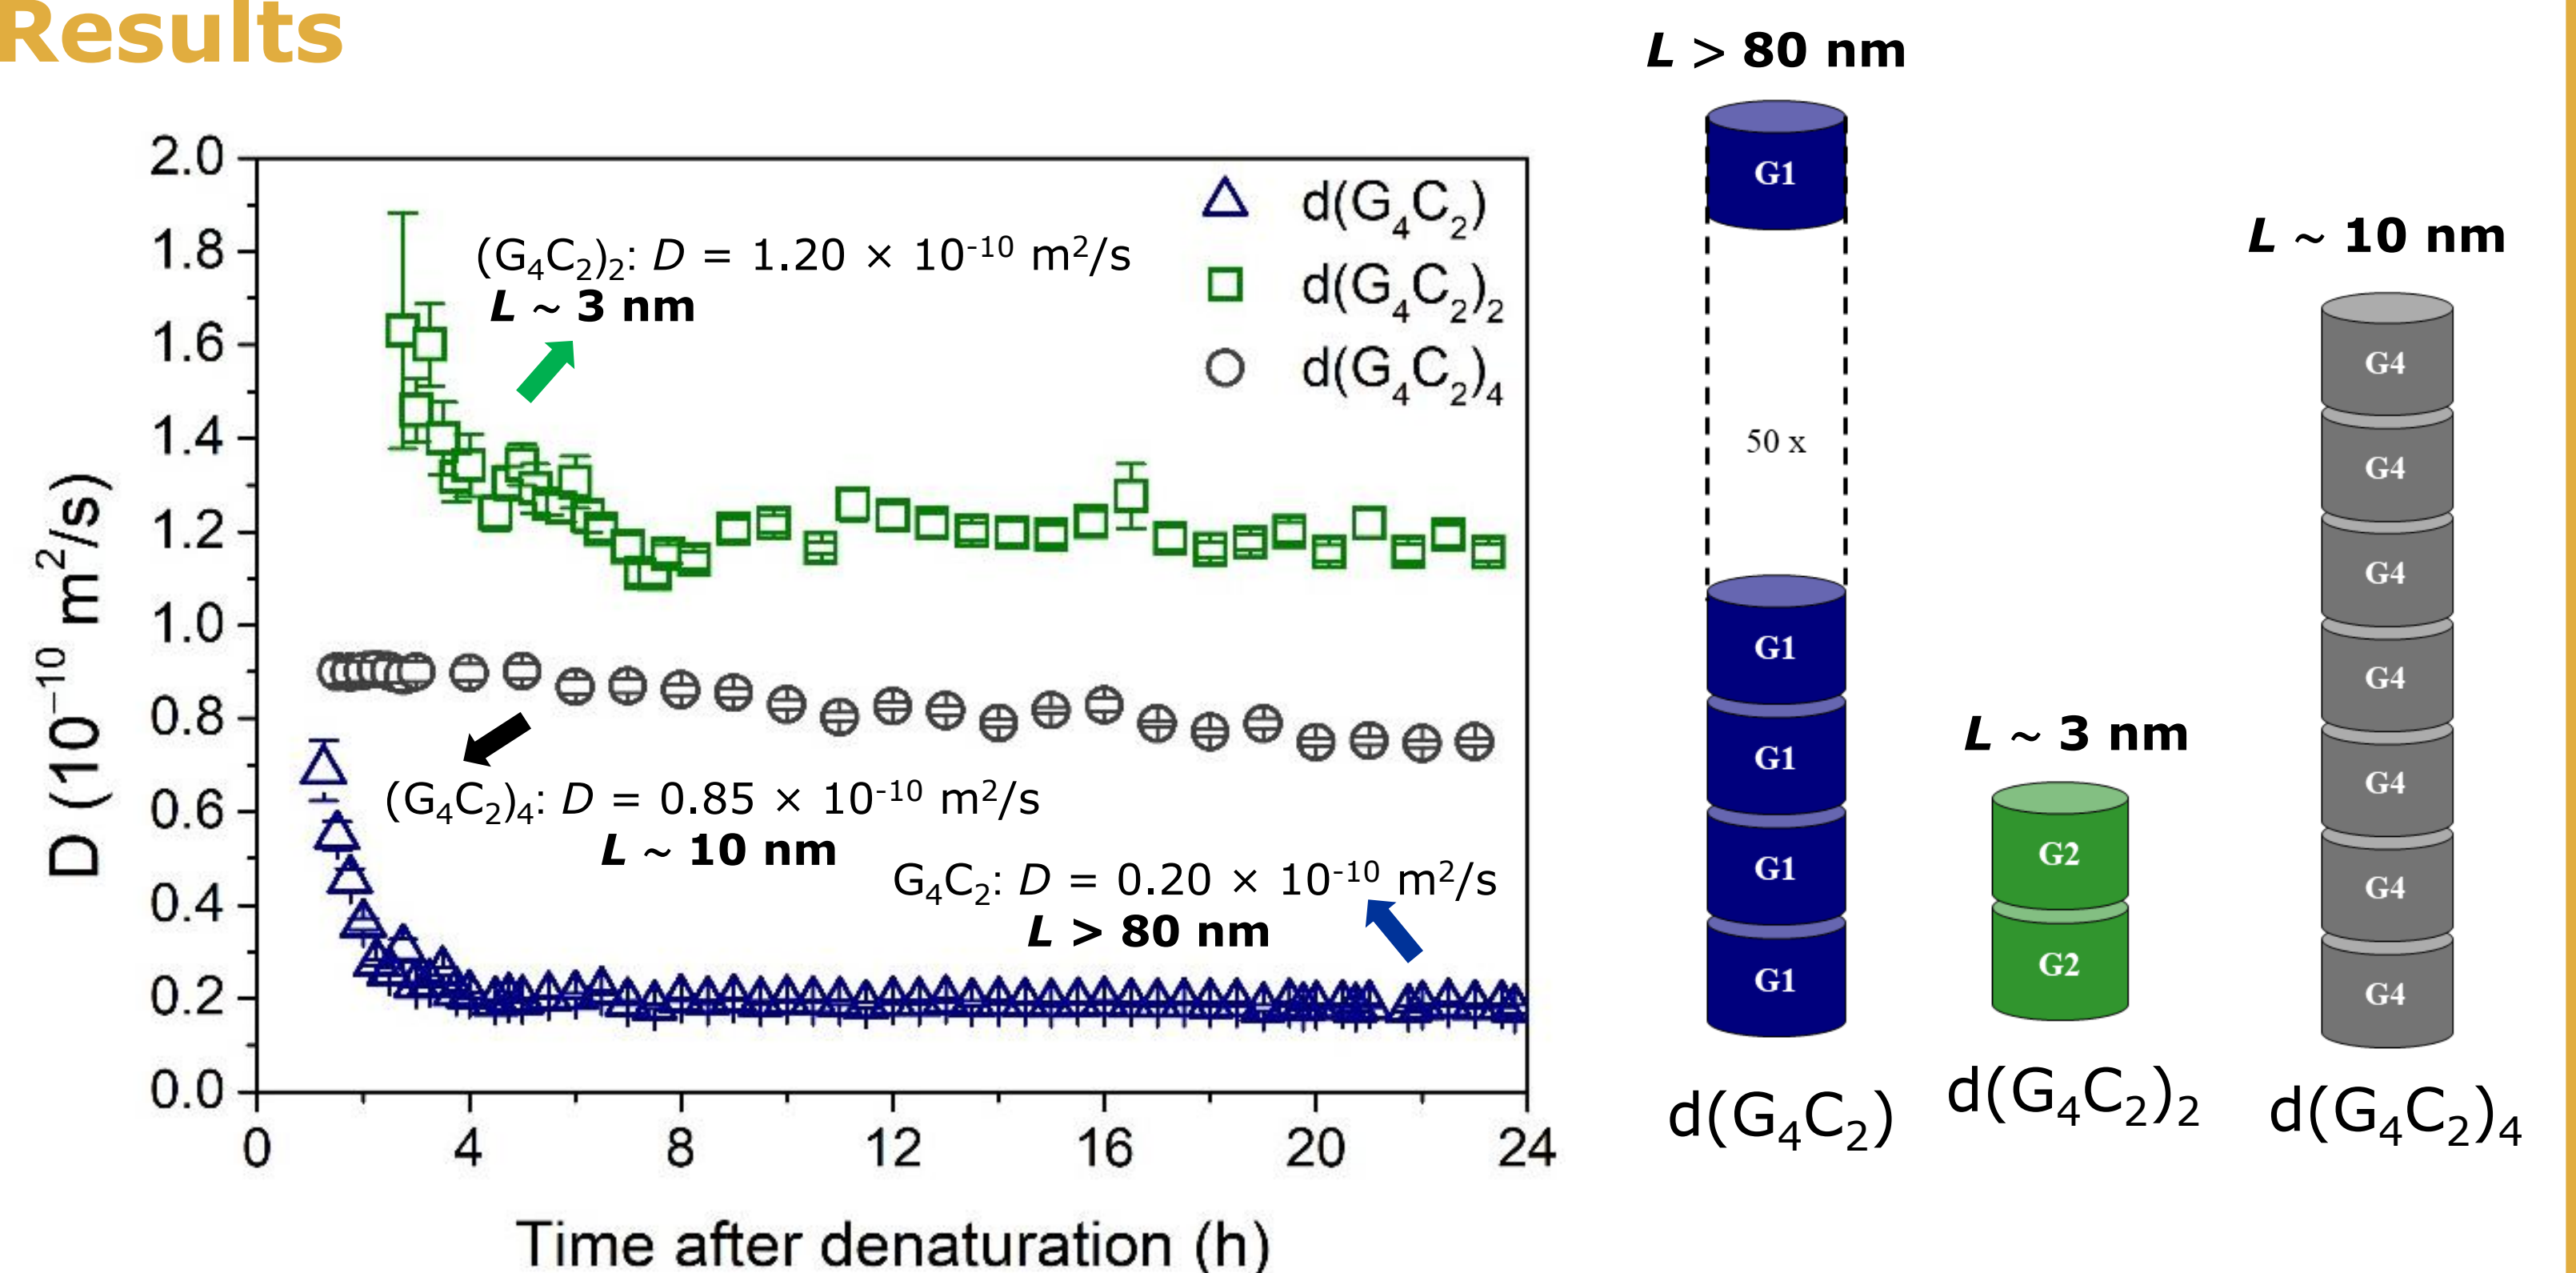 Results
2.0
1.8
1.6
1.4
1.2
1.0
0.8
0.6
0.4
0.2
0.0
D (10⁻¹⁰ m²/s)
0 4 8 12 16 20 24
Time after denaturation (h)
d(G₄C₂)
d(G₄C₂)₂
d(G₄C₂)₄
(G₄C₂)₂: D = 1.20 × 10⁻¹⁰ m²/s
L ~ 3 nm
(G₄C₂)₄: D = 0.85 × 10⁻¹⁰ m²/s
L ~ 10 nm
G₄C₂: D = 0.20 × 10⁻¹⁰ m²/s
L > 80 nm
L > 80 nm
G1
50 x
G1
G1
G1
G1
d(G₄C₂)
L ~ 3 nm
G2
G2
d(G₄C₂)₂
L ~ 10 nm
G4
G4
G4
G4
G4
G4
G4
d(G₄C₂)₄